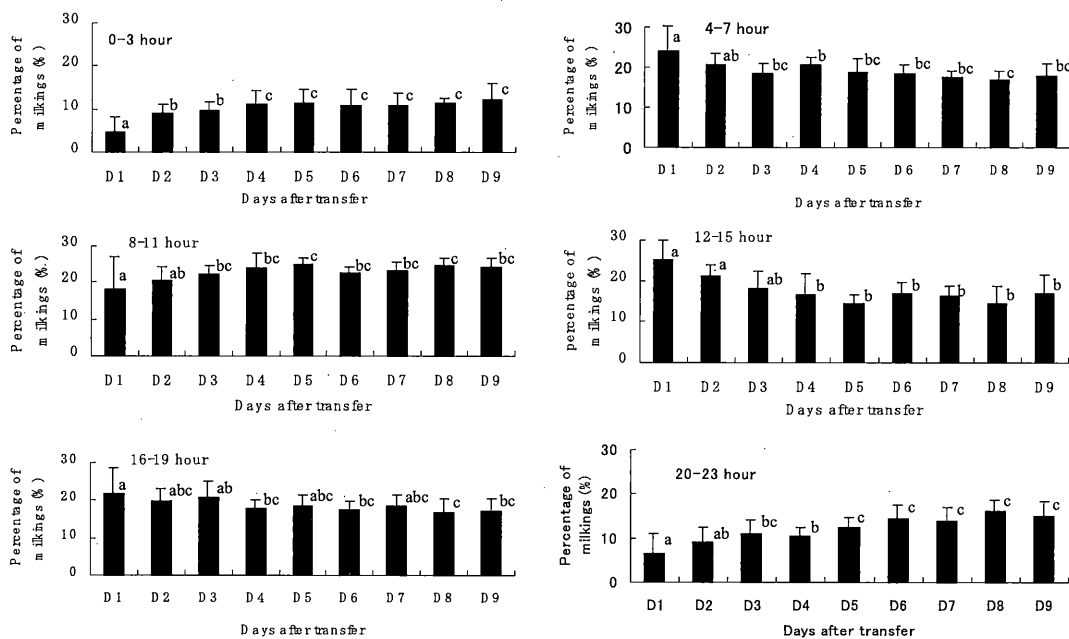 0-3 hour
Percentage of
milkings (%)
30
20
10
0
a
b
b
c
c
c
c
c
c
D1 D2 D3 D4 D5 D6 D7 D8 D9
Days after transfer
4-7 hour
Percentage of
milkings (%)
30
20
10
0
a
ab
bc
b
bc
bc
bc
c
bc
D1 D2 D3 D4 D5 D6 D7 D8 D9
Days after transfer
8-11 hour
Percentage of
milkings (%.)
30
20
10
0
a
ab
bc
bc
c
bc
bc
c
bc
D1 D2 D3 D4 D5 D6 D7 D8 D9
Days after transfer
12-15 hour
percentage of
milkings (%)
30
20
10
0
a
a
ab
b
b
b
b
b
b
D1 D2 D3 D4 D5 D6 D7 D8 D9
Days after transfer
16-19 hour
Percentage of
milkings (%)
30
20
10
0
a
abc
ab
bc
abc
bc
abc
c
bc
D1 D2 D3 D4 D5 D6 D7 D8 D9
Days after transfer
20-23 hour
Percentage of
milkings (%)
30
20
10
0
a
ab
bc
b
c
c
c
c
c
D1 D2 D3 D4 D5 D6 D7 D8 D9
Days after transfer